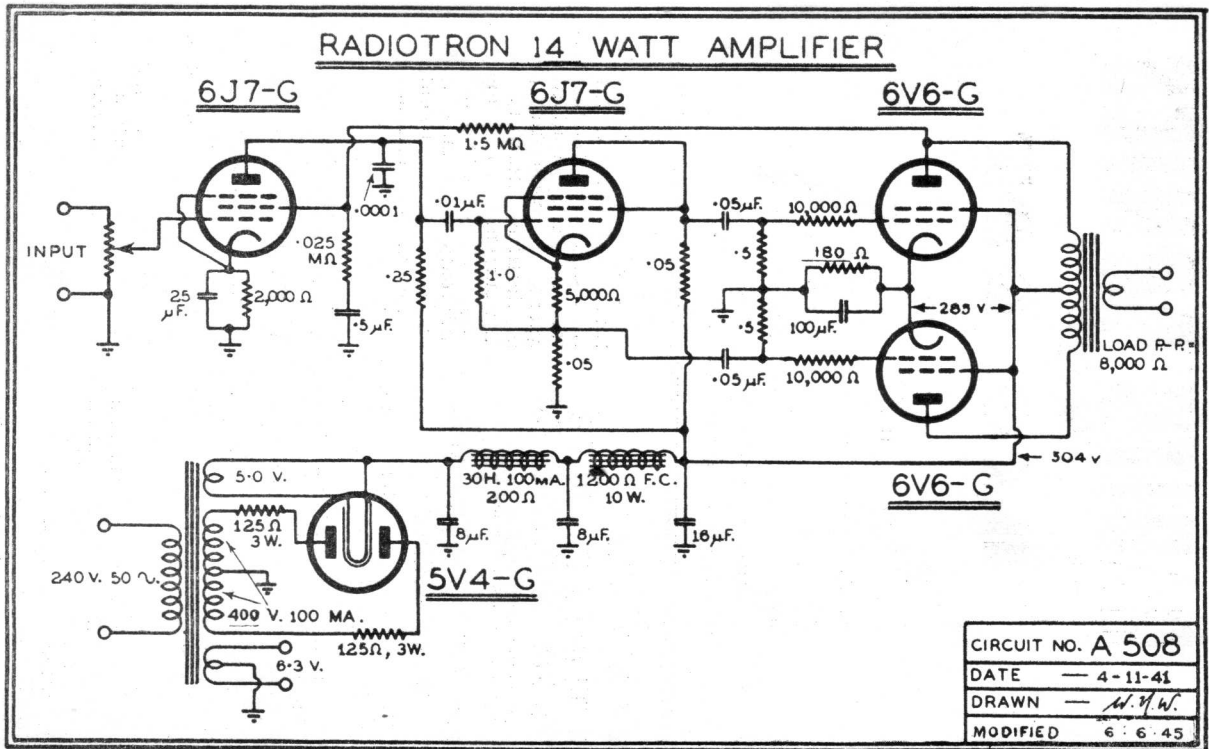 RADIOTRON 14 WATT AMPLIFIER
6J7-G
6J7-G
6V6-G
1·5 MΩ
·0001
·01μF.
·05μF.
10,000 Ω
INPUT
·025
MΩ
·25
1·0
·05
·5
180 Ω
25
μF.
2,000 Ω
5,000Ω
100μF.
285 V
·5μF.
·5
·05
·05μF.
10,000 Ω
LOAD P.-P.=
8,000 Ω
304 V
6V6-G
5·0 V.
30H. 100MA.
200Ω
1200 Ω F.C.
10 W.
125Ω
3W.
8μF.
8μF.
16μF.
240 V. 50 ∿.
5V4-G
400 V. 100 MA.
125Ω, 3W.
6·3 V.
CIRCUIT NO. A 508
DATE — 4-11-41
DRAWN —
MODIFIED 6 : 6 : 45